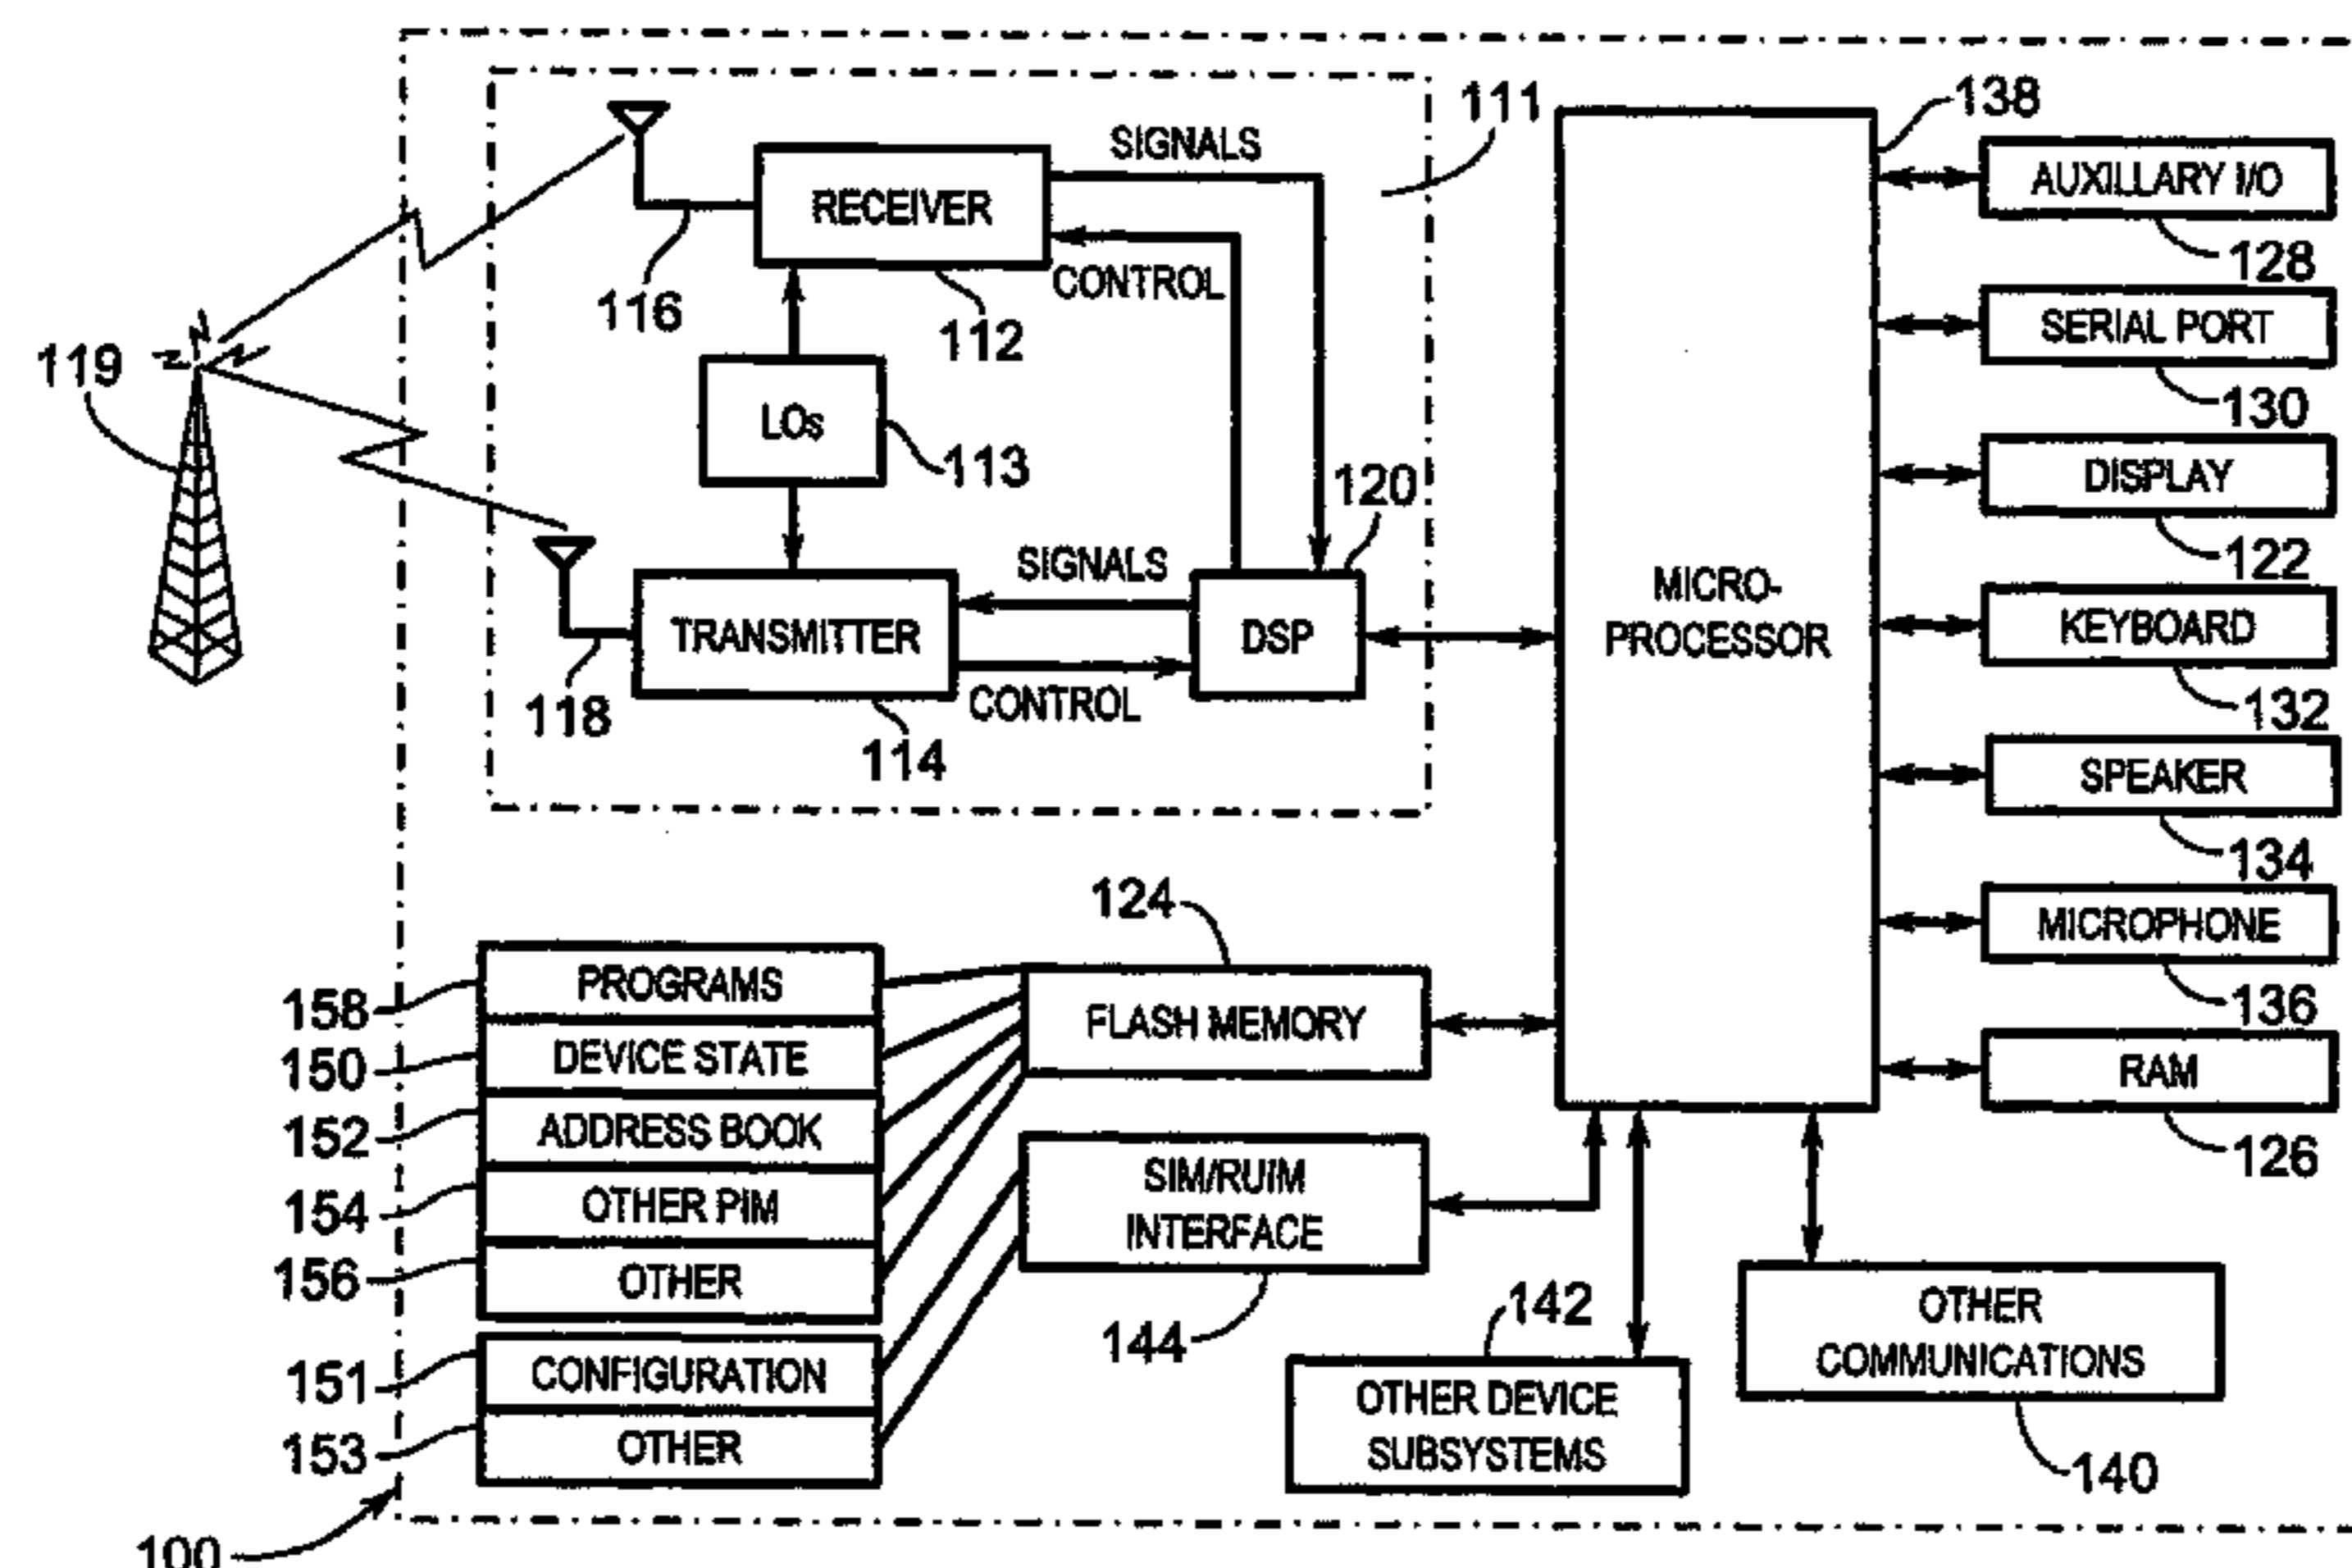 138
111
SIGNALS
AUXILLARY I/O
RECEIVER
128
116
CONTROL
112
SERIAL PORT
119
130
LOs
113
120
DISPLAY
122
SIGNALS
MICRO-
PROCESSOR
TRANSMITTER
DSP
KEYBOARD
118
CONTROL
132
114
SPEAKER
134
124
MICROPHONE
136
158
PROGRAMS
FLASH MEMORY
150
DEVICE STATE
RAM
126
152
ADDRESS BOOK
154
OTHER PIM
SIM/RUIM
INTERFACE
156
OTHER
144
142
OTHER
COMMUNICATIONS
151
CONFIGURATION
OTHER DEVICE
SUBSYSTEMS
153
OTHER
140
100